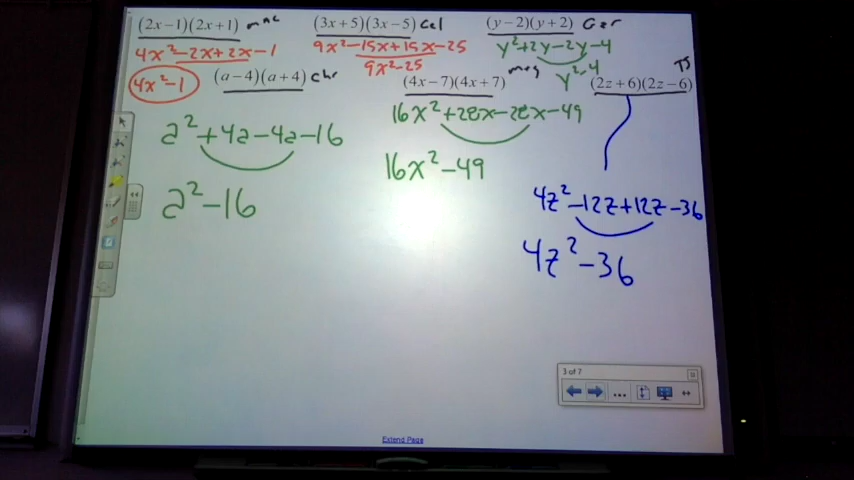 (2x−1)(2x+1) mac
4x²−2x+2x−1
4x²−1
(3x+5)(3x−5) Cel
9x²−15x+15x−25
9x²−25
(y−2)(y+2) Gar
y²+2y−2y−4
y²−4
(a−4)(a+4) Chr
a²+4a−4a−16
a²−16
(4x−7)(4x+7) meg
16x²+28x−28x−49
16x²−49
(2z+6)(2z−6) TJ
4z²−12z+12z−36
4z²−36
3 of 7
Extend Page